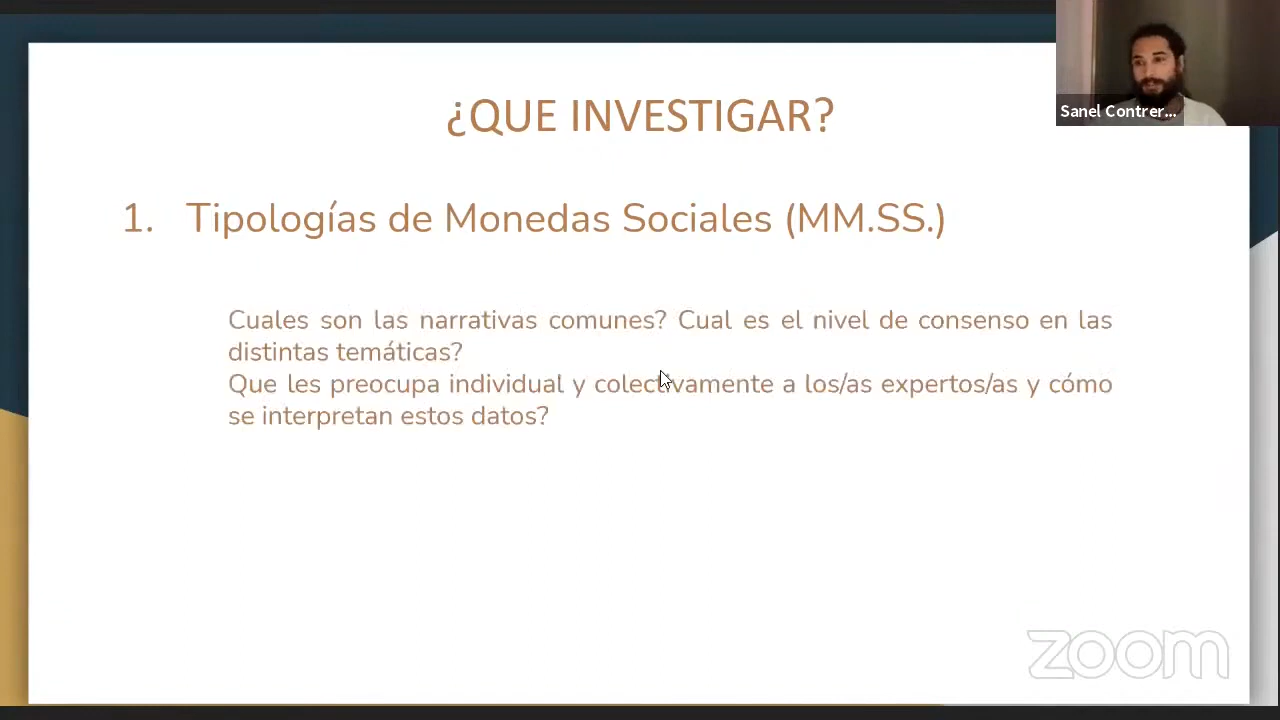 ¿QUE INVESTIGAR?
Sanel Contrer...
1. Tipologías de Monedas Sociales (MM.SS.)
Cuales son las narrativas comunes? Cual es el nivel de consenso en las
distintas temáticas?
Que les preocupa individual y colectivamente a los/as expertos/as y cómo
se interpretan estos datos?
zoom